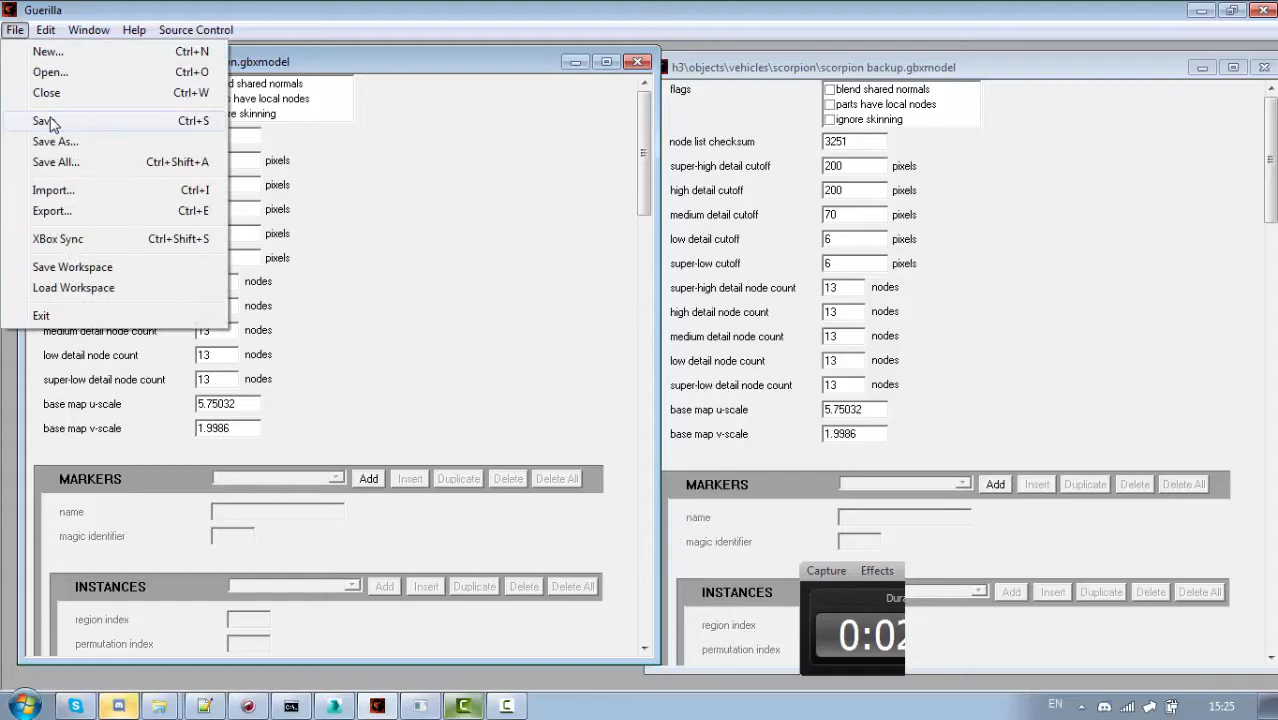 Guerilla
File Edit Window Help Source Control
New... Ctrl+N
Open... Ctrl+O
Close Ctrl+W
Save Ctrl+S
Save As...
Save All... Ctrl+Shift+A
Import... Ctrl+I
Export... Ctrl+E
XBox Sync Ctrl+Shift+S
Save Workspace
Load Workspace
Exit
n.gbxmodel
d shared normals
have local nodes
e skinning
pixels
pixels
pixels
pixels
pixels
nodes
nodes
medium detail node count 13 nodes
low detail node count 13 nodes
super-low detail node count 13 nodes
base map u-scale 5.75032
base map v-scale 1.9986
MARKERS Add Insert Duplicate Delete Delete All
name
magic identifier
INSTANCES Add Insert Duplicate Delete Delete All
region index
permutation index
h3\objects\vehicles\scorpion\scorpion backup.gbxmodel
flags blend shared normals
parts have local nodes
ignore skinning
node list checksum 3251
super-high detail cutoff 200 pixels
high detail cutoff 200 pixels
medium detail cutoff 70 pixels
low detail cutoff 6 pixels
super-low cutoff 6 pixels
super-high detail node count 13 nodes
high detail node count 13 nodes
medium detail node count 13 nodes
low detail node count 13 nodes
super-low detail node count 13 nodes
base map u-scale 5.75032
base map v-scale 1.9986
MARKERS Add Insert Duplicate Delete Delete All
name
magic identifier
INSTANCES Add Insert Duplicate Delete Delete All
region index
permutation index
Capture Effects
Dura
0:02
EN 15:25